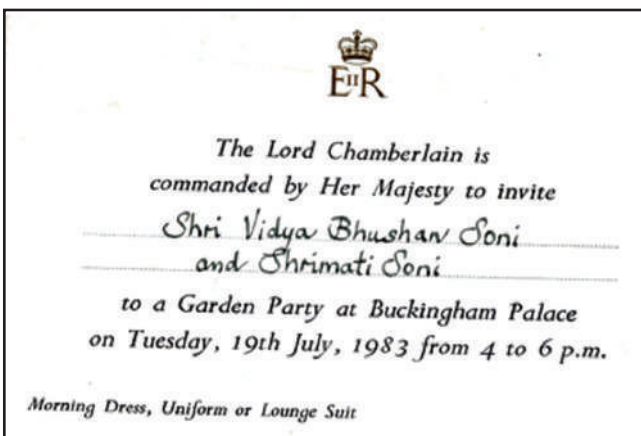 EIIR
The Lord Chamberlain is
commanded by Her Majesty to invite
Shri Vidya Bhushan Soni
and Shrimati Soni
to a Garden Party at Buckingham Palace
on Tuesday, 19th July, 1983 from 4 to 6 p.m.
Morning Dress, Uniform or Lounge Suit